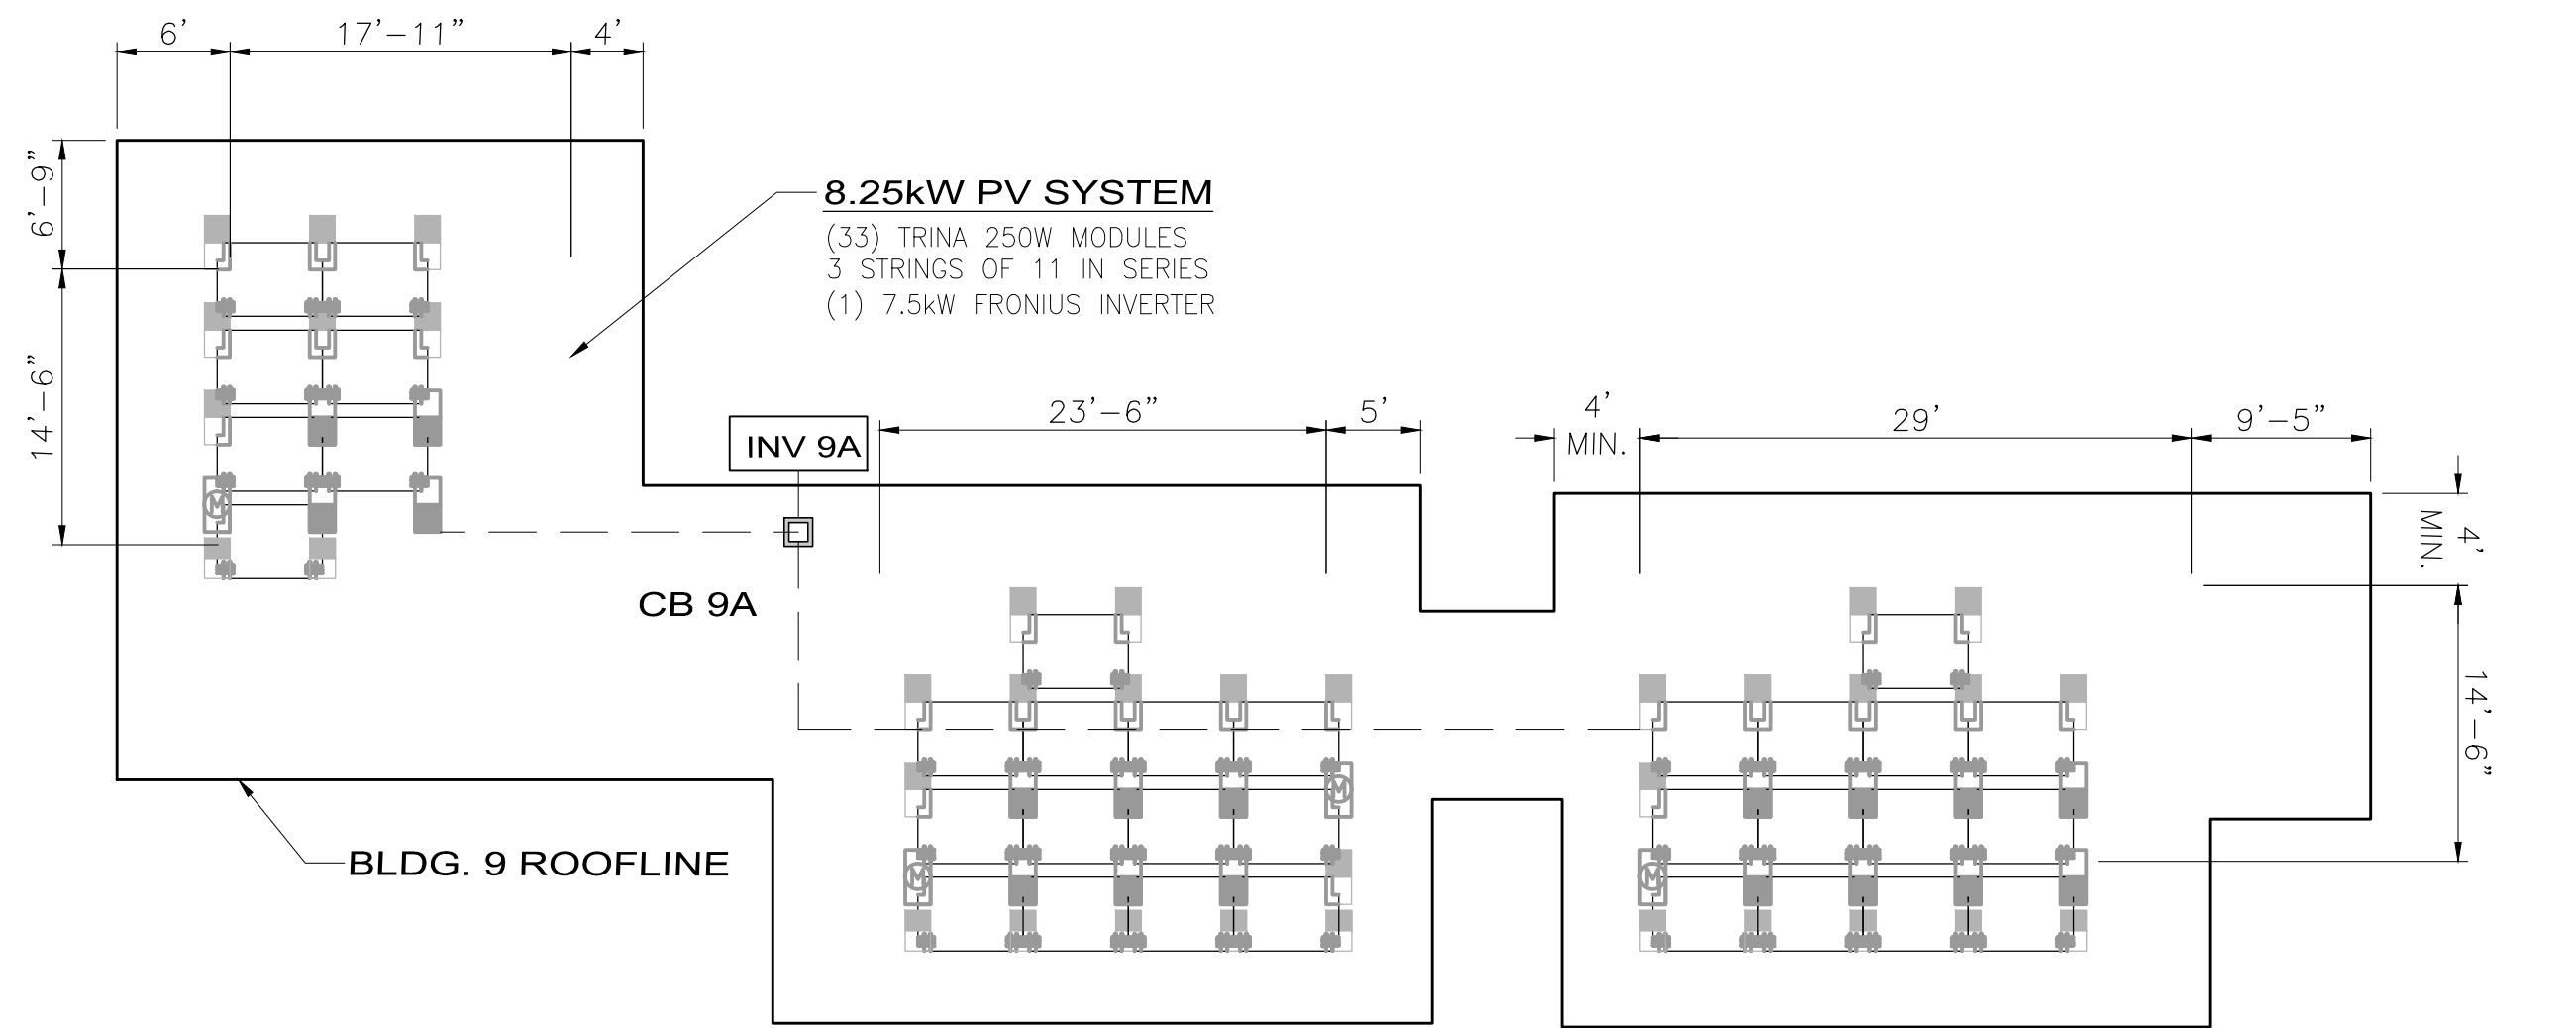 6' 17'-11" 4'
6'-9"
14'-6"
8.25kW PV SYSTEM
(33) TRINA 250W MODULES
3 STRINGS OF 11 IN SERIES
(1) 7.5kW FRONIUS INVERTER
INV 9A
23'-6" 5'
4'
MIN.
29' 9'-5"
4'
MIN.
14'-6"
CB 9A
M
M
M
M
BLDG. 9 ROOFLINE